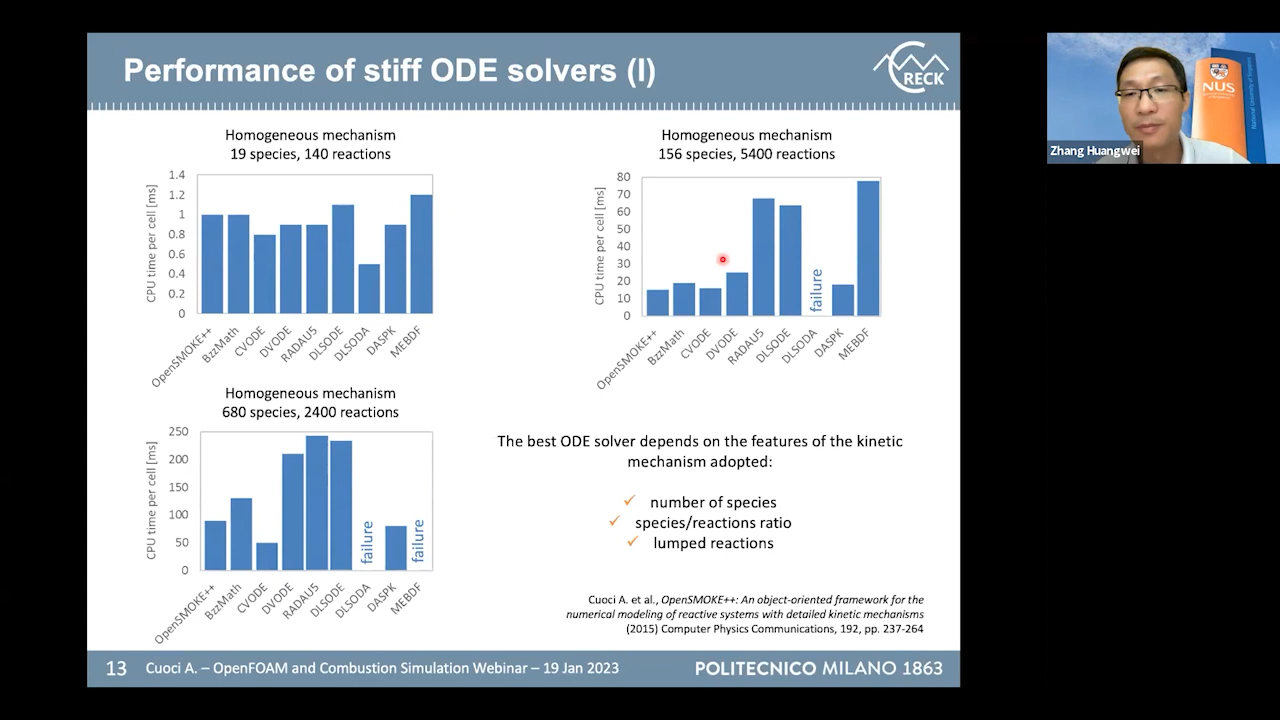 Performance of stiff ODE solvers (I)
CRECK
Homogeneous mechanism
19 species, 140 reactions
CPU time per cell [ms]
1.4
1.2
1
0.8
0.6
0.4
0.2
0
OpenSMOKE++
BzzMath
CVODE
DVODE
RADAU5
DLSODE
DLSODA
DASPK
MEBDF
Homogeneous mechanism
156 species, 5400 reactions
CPU time per cell [ms]
80
70
60
50
40
30
20
10
0
failure
OpenSMOKE++
BzzMath
CVODE
DVODE
RADAU5
DLSODE
DLSODA
DASPK
MEBDF
Homogeneous mechanism
680 species, 2400 reactions
CPU time per cell [ms]
250
200
150
100
50
0
failure
failure
OpenSMOKE++
BzzMath
CVODE
DVODE
RADAU5
DLSODE
DLSODA
DASPK
MEBDF
The best ODE solver depends on the features of the kinetic
mechanism adopted:
✓ number of species
✓ species/reactions ratio
✓ lumped reactions
Cuoci A. et al., OpenSMOKE++: An object-oriented framework for the
numerical modeling of reactive systems with detailed kinetic mechanisms
(2015) Computer Physics Communications, 192, pp. 237-264
13 Cuoci A. – OpenFOAM and Combustion Simulation Webinar – 19 Jan 2023
POLITECNICO MILANO 1863
NUS
National University of Singapore
Zhang Huangwei